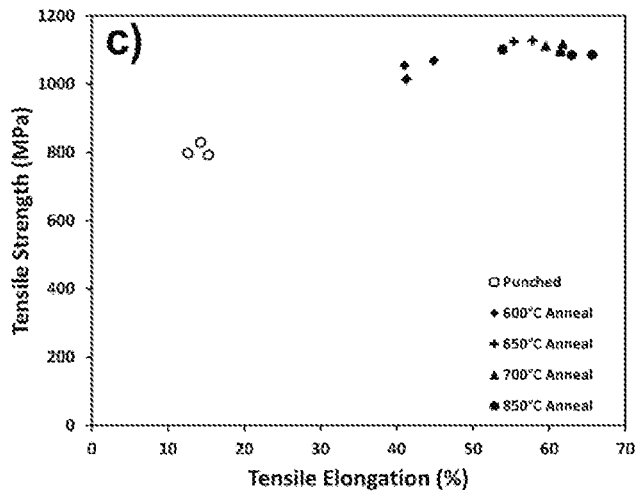 c)
1200
1000
800
600
400
200
0
Tensile Strength (MPa)
Punched
600°C Anneal
650°C Anneal
700°C Anneal
850°C Anneal
0 10 20 30 40 50 60 70
Tensile Elongation (%)